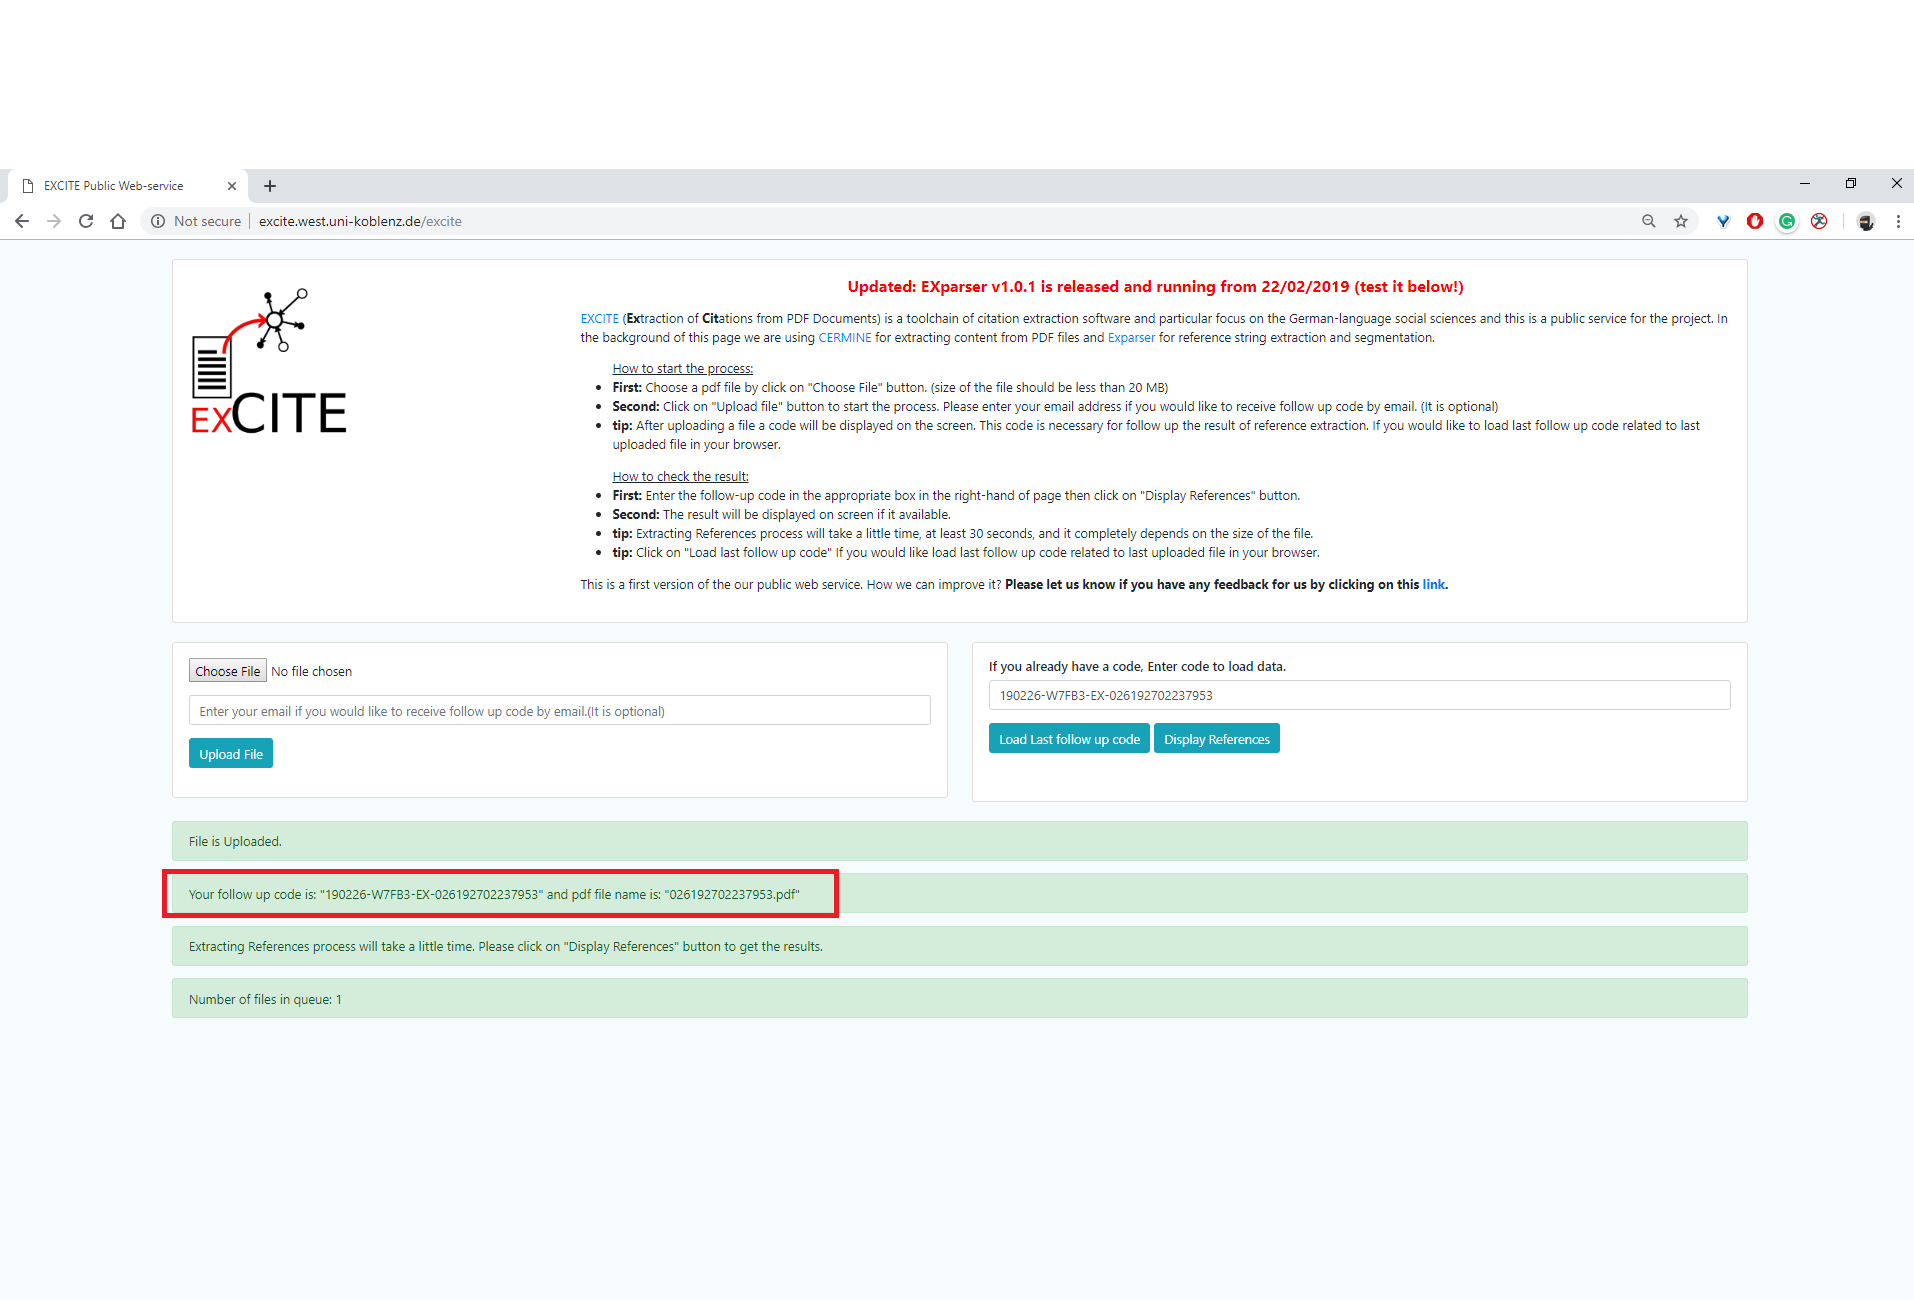 EXCITE Public Web-service
Not secure excite.west.uni-koblenz.de/excite
EXCITE
Updated: EXparser v1.0.1 is released and running from 22/02/2019 (test it below!)
EXCITE (Extraction of Citations from PDF Documents) is a toolchain of citation extraction software and particular focus on the German-language social sciences and this is a public service for the project. In
the background of this page we are using CERMINE for extracting content from PDF files and Exparser for reference string extraction and segmentation.
How to start the process:
First: Choose a pdf file by click on "Choose File" button. (size of the file should be less than 20 MB)
Second: Click on "Upload file" button to start the process. Please enter your email address if you would like to receive follow up code by email. (It is optional)
tip: After uploading a file a code will be displayed on the screen. This code is necessary for follow up the result of reference extraction. If you would like to load last follow up code related to last
uploaded file in your browser.
How to check the result:
First: Enter the follow-up code in the appropriate box in the right-hand of page then click on "Display References" button.
Second: The result will be displayed on screen if it available.
tip: Extracting References process will take a little time, at least 30 seconds, and it completely depends on the size of the file.
tip: Click on "Load last follow up code" If you would like load last follow up code related to last uploaded file in your browser.
This is a first version of the our public web service. How we can improve it? Please let us know if you have any feedback for us by clicking on this link.
Choose File No file chosen
Enter your email if you would like to receive follow up code by email.(It is optional)
Upload File
If you already have a code, Enter code to load data.
190226-W7FB3-EX-026192702237953
Load Last follow up code Display References
File is Uploaded.
Your follow up code is: "190226-W7FB3-EX-026192702237953" and pdf file name is: "026192702237953.pdf"
Extracting References process will take a little time. Please click on "Display References" button to get the results.
Number of files in queue: 1